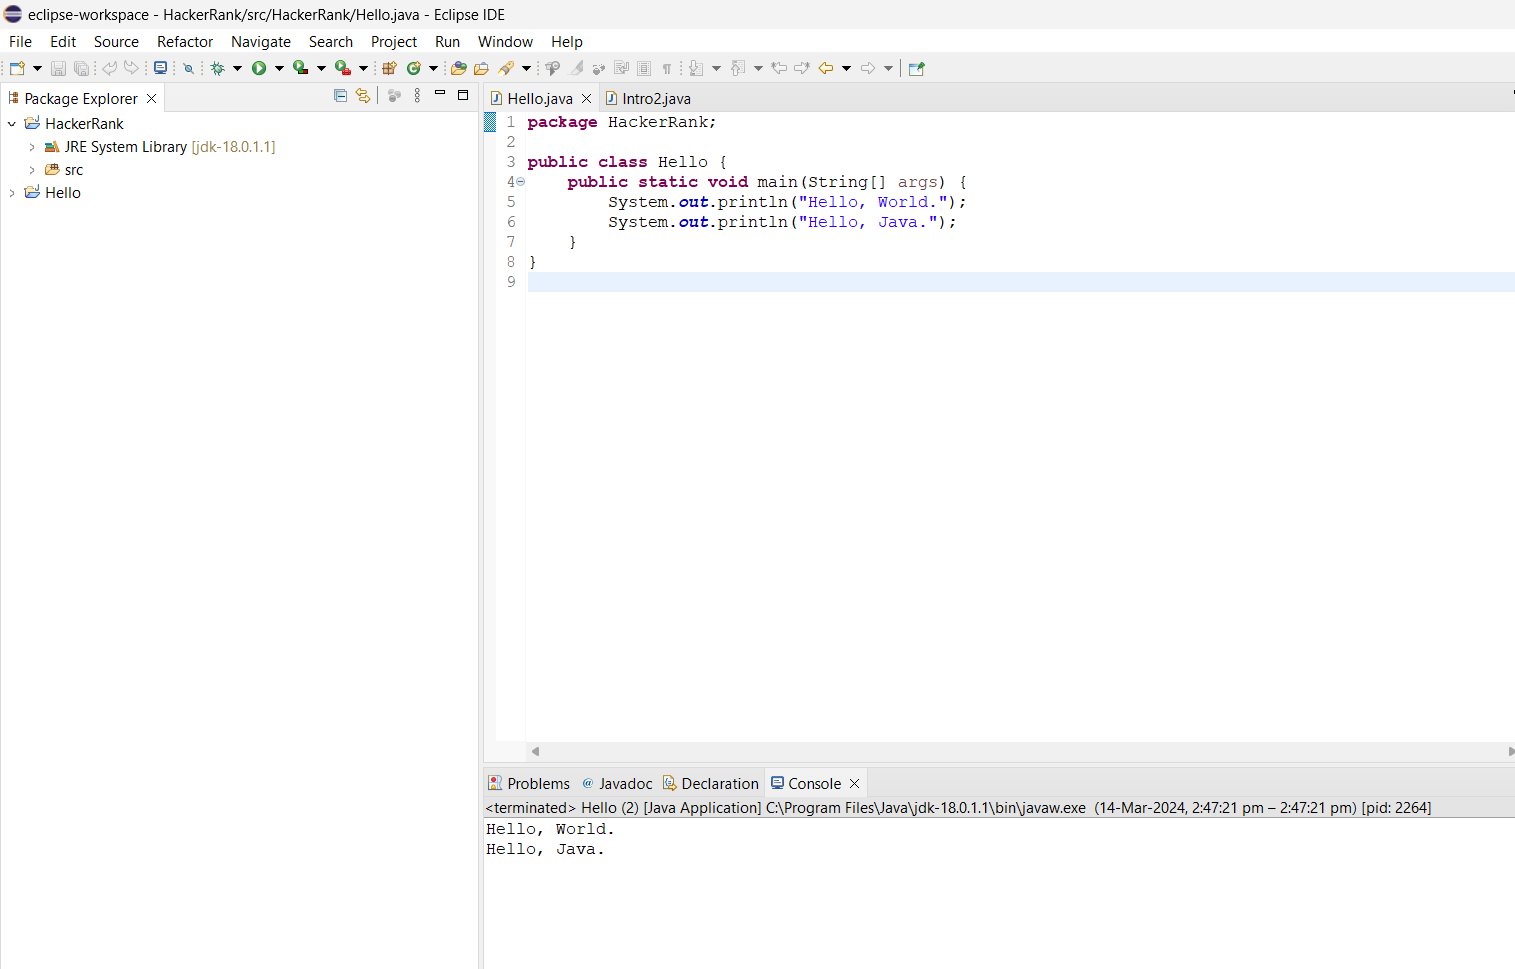 eclipse-workspace - HackerRank/src/HackerRank/Hello.java - Eclipse IDE
File Edit Source Refactor Navigate Search Project Run Window Help
Package Explorer
HackerRank
JRE System Library [jdk-18.0.1.1]
src
Hello
Hello.java Intro2.java
1 package HackerRank;
2
3 public class Hello {
4 public static void main(String[] args) {
5 System.out.println("Hello, World.");
6 System.out.println("Hello, Java.");
7 }
8 }
9
Problems @ Javadoc Declaration Console
<terminated> Hello (2) [Java Application] C:\Program Files\Java\jdk-18.0.1.1\bin\javaw.exe (14-Mar-2024, 2:47:21 pm – 2:47:21 pm) [pid: 2264]
Hello, World.
Hello, Java.